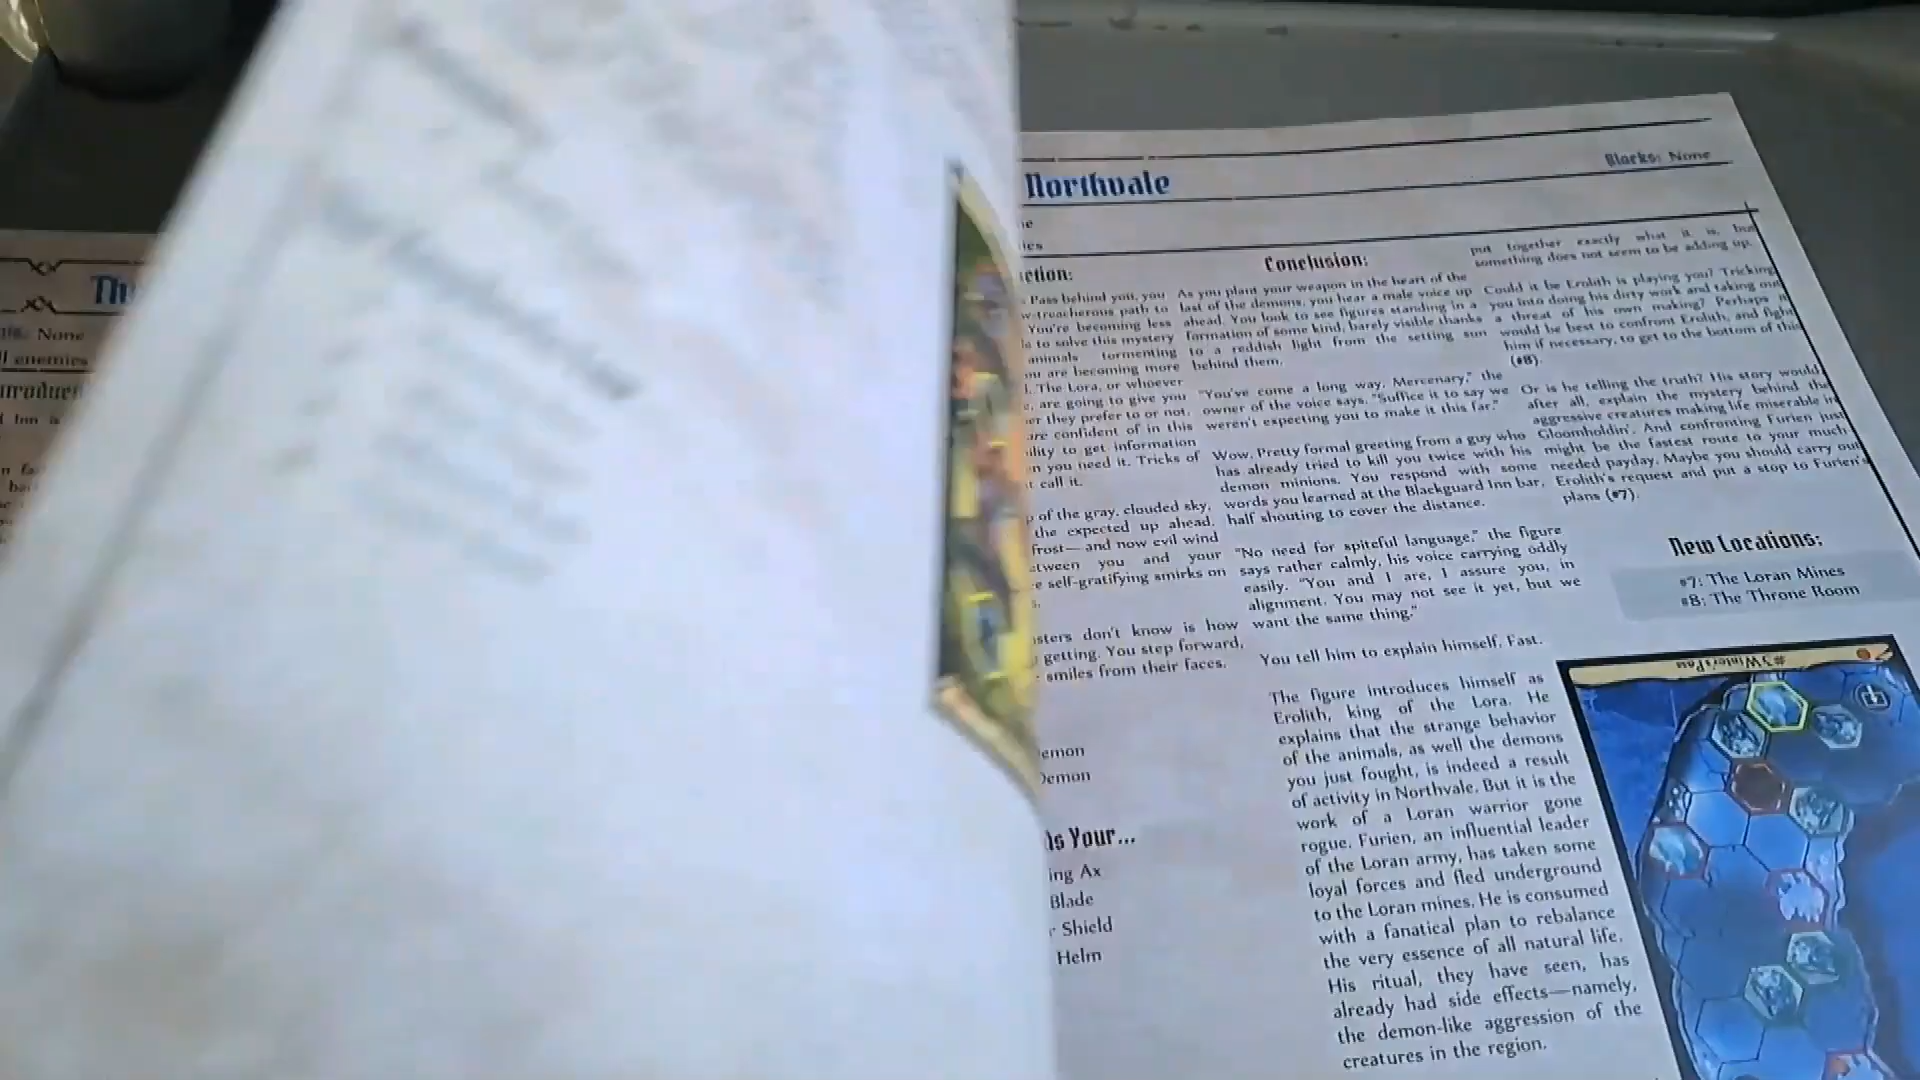 Northvale
Blocks: None
None
l enemies
Inn is
Conclusion:
Pass behind you, you
treacherous path to
You're becoming less
to solve this mystery
animals tormenting
are becoming more
The Lora, or whoever
are going to give you
they prefer to or not.
are confident of in this
to get information
you need it. Tricks of
call it.
of the gray, clouded sky,
the expected up ahead.
frost—and now evil wind
you and your
self-gratifying smirks on
don't know is how
getting. You step forward,
smiles from their faces.
Demon
Your...
Ax
Blade
Shield
Helm
As you plant your weapon in the heart of the
last of the demons, you hear a male voice up
ahead. You look to see figures standing in a
formation of some kind, barely visible thanks
to a reddish light from the setting sun
behind them.
"You've come a long way, Mercenary," the
owner of the voice says. "Suffice it to say we
weren't expecting you to make it this far."
Wow. Pretty formal greeting from a guy who
has already tried to kill you twice with his
demon minions. You respond with some
words you learned at the Blackguard Inn bar,
half shouting to cover the distance.
"No need for spiteful language," the figure
says rather calmly, his voice carrying oddly
easily. "You and I are, I assure you, in
alignment. You may not see it yet, but we
want the same thing."
You tell him to explain himself. Fast.
The figure introduces himself as
Erolith, king of the Lora. He
explains that the strange behavior
of the animals, as well the demons
you just fought, is indeed a result
of activity in Northvale. But it is the
work of a Loran warrior gone
rogue. Furien, an influential leader
of the Loran army, has taken some
loyal forces and fled underground
to the Loran mines. He is consumed
with a fanatical plan to rebalance
the very essence of all natural life.
His ritual, they have seen, has
already had side effects—namely,
the demon-like aggression of the
creatures in the region.
put together exactly what it is, but
something does not seem to be adding up.
Could it be Erolith is playing you? Tricking
you into doing his dirty work and taking out
a threat of his own making? Perhaps it
would be best to confront Erolith, and fight
him if necessary, to get to the bottom of this
(#8).
Or is he telling the truth? His story would,
after all, explain the mystery behind the
aggressive creatures making life miserable in
Gloomholdin'. And confronting Furien just
might be the fastest route to your much-
needed payday. Maybe you should carry out
Erolith's request and put a stop to Furien's
plans (#7).
New Locations:
#7: The Loran Mines
#8: The Throne Room
#3 Winter's Pass